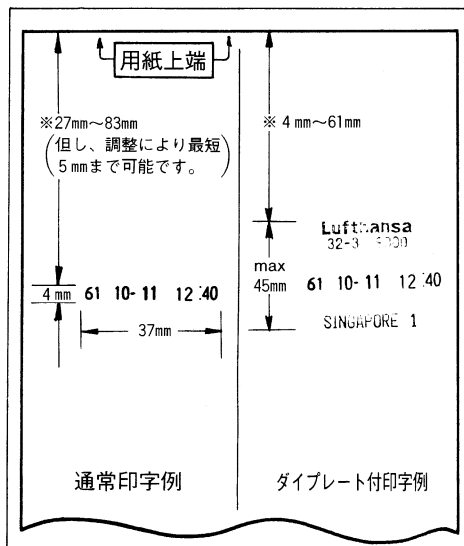 用紙上端
※27mm～83mm
(但し、調整により最短
5mmまで可能です。)
4mm
61 10-11 12:40
37mm
通常印字例
※4mm～61mm
Lufthansa
32-3
max
45mm
61 10-11 12:40
SINGAPORE 1
ダイプレート付印字例